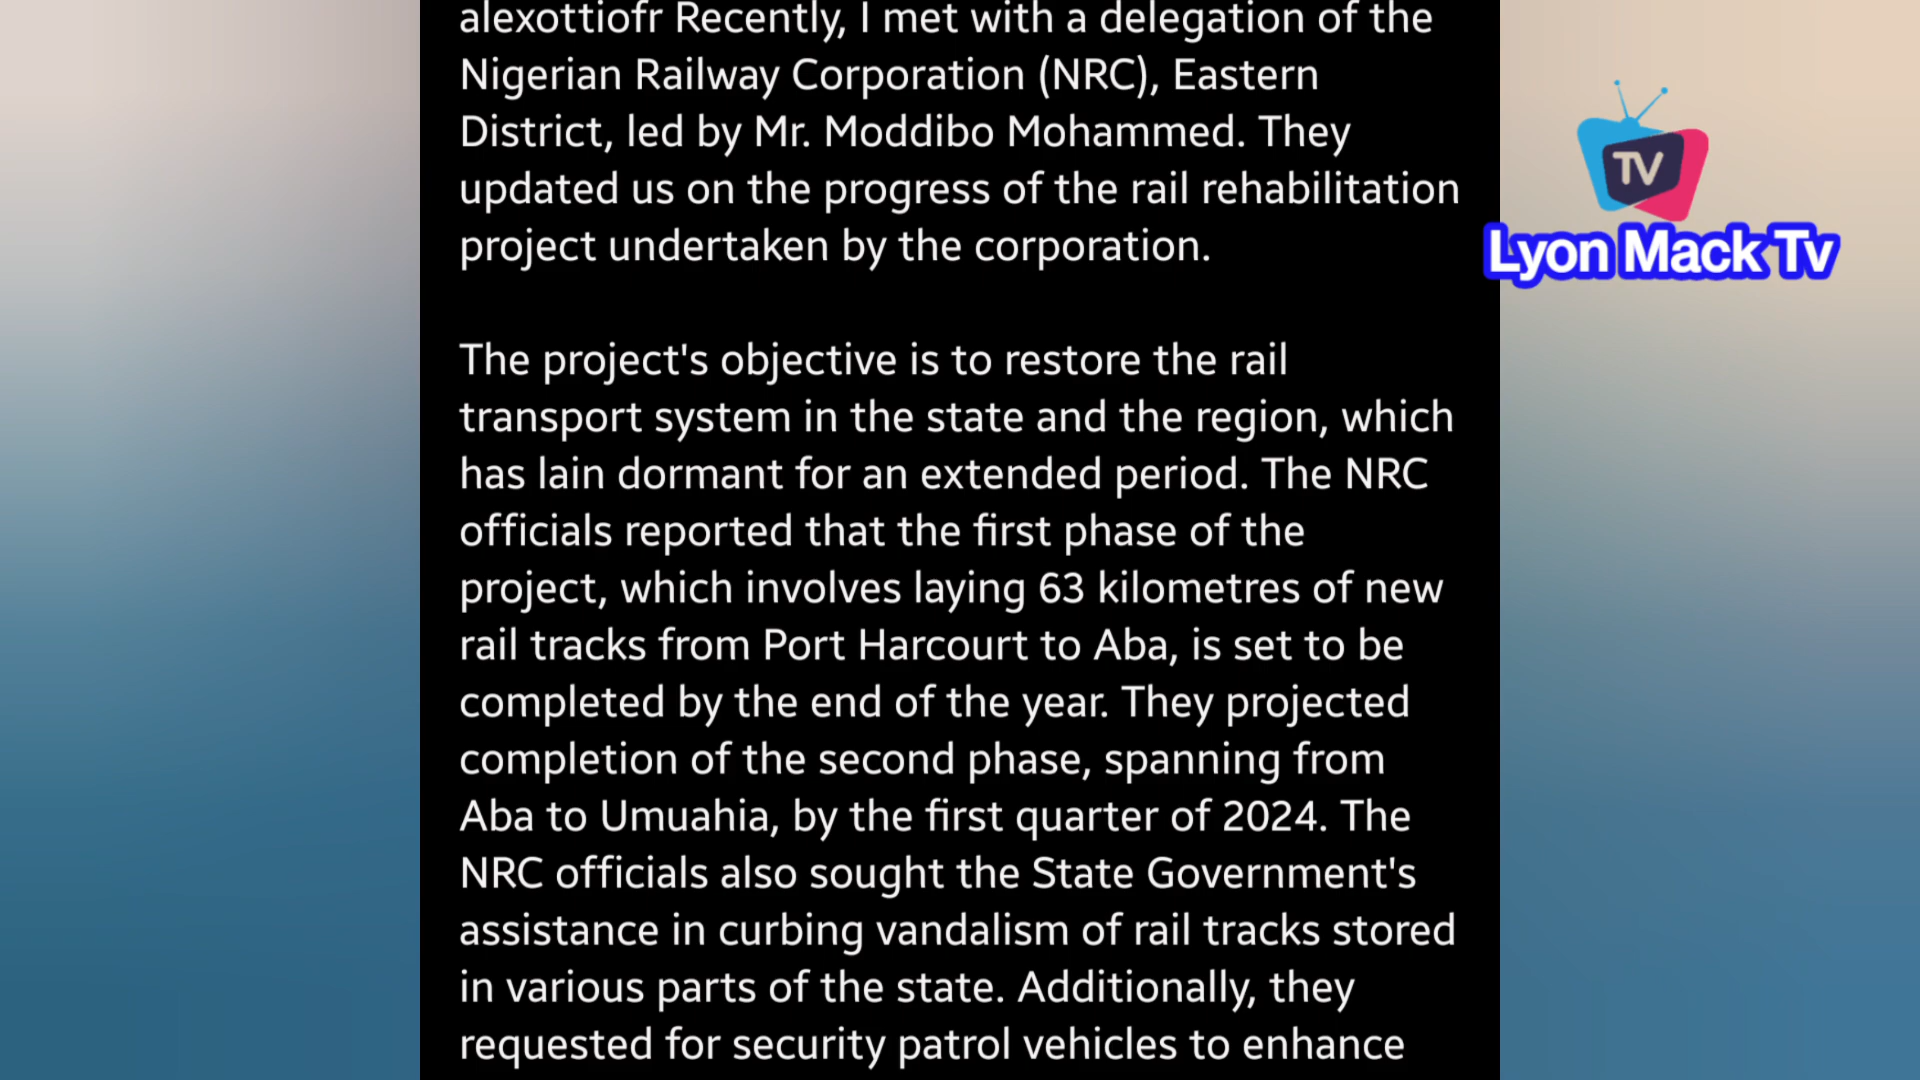 alexottiofr Recently, I met with a delegation of the
Nigerian Railway Corporation (NRC), Eastern
District, led by Mr. Moddibo Mohammed. They
updated us on the progress of the rail rehabilitation
project undertaken by the corporation.
The project's objective is to restore the rail
transport system in the state and the region, which
has lain dormant for an extended period. The NRC
officials reported that the first phase of the
project, which involves laying 63 kilometres of new
rail tracks from Port Harcourt to Aba, is set to be
completed by the end of the year. They projected
completion of the second phase, spanning from
Aba to Umuahia, by the first quarter of 2024. The
NRC officials also sought the State Government's
assistance in curbing vandalism of rail tracks stored
in various parts of the state. Additionally, they
requested for security patrol vehicles to enhance
TV
Lyon Mack Tv